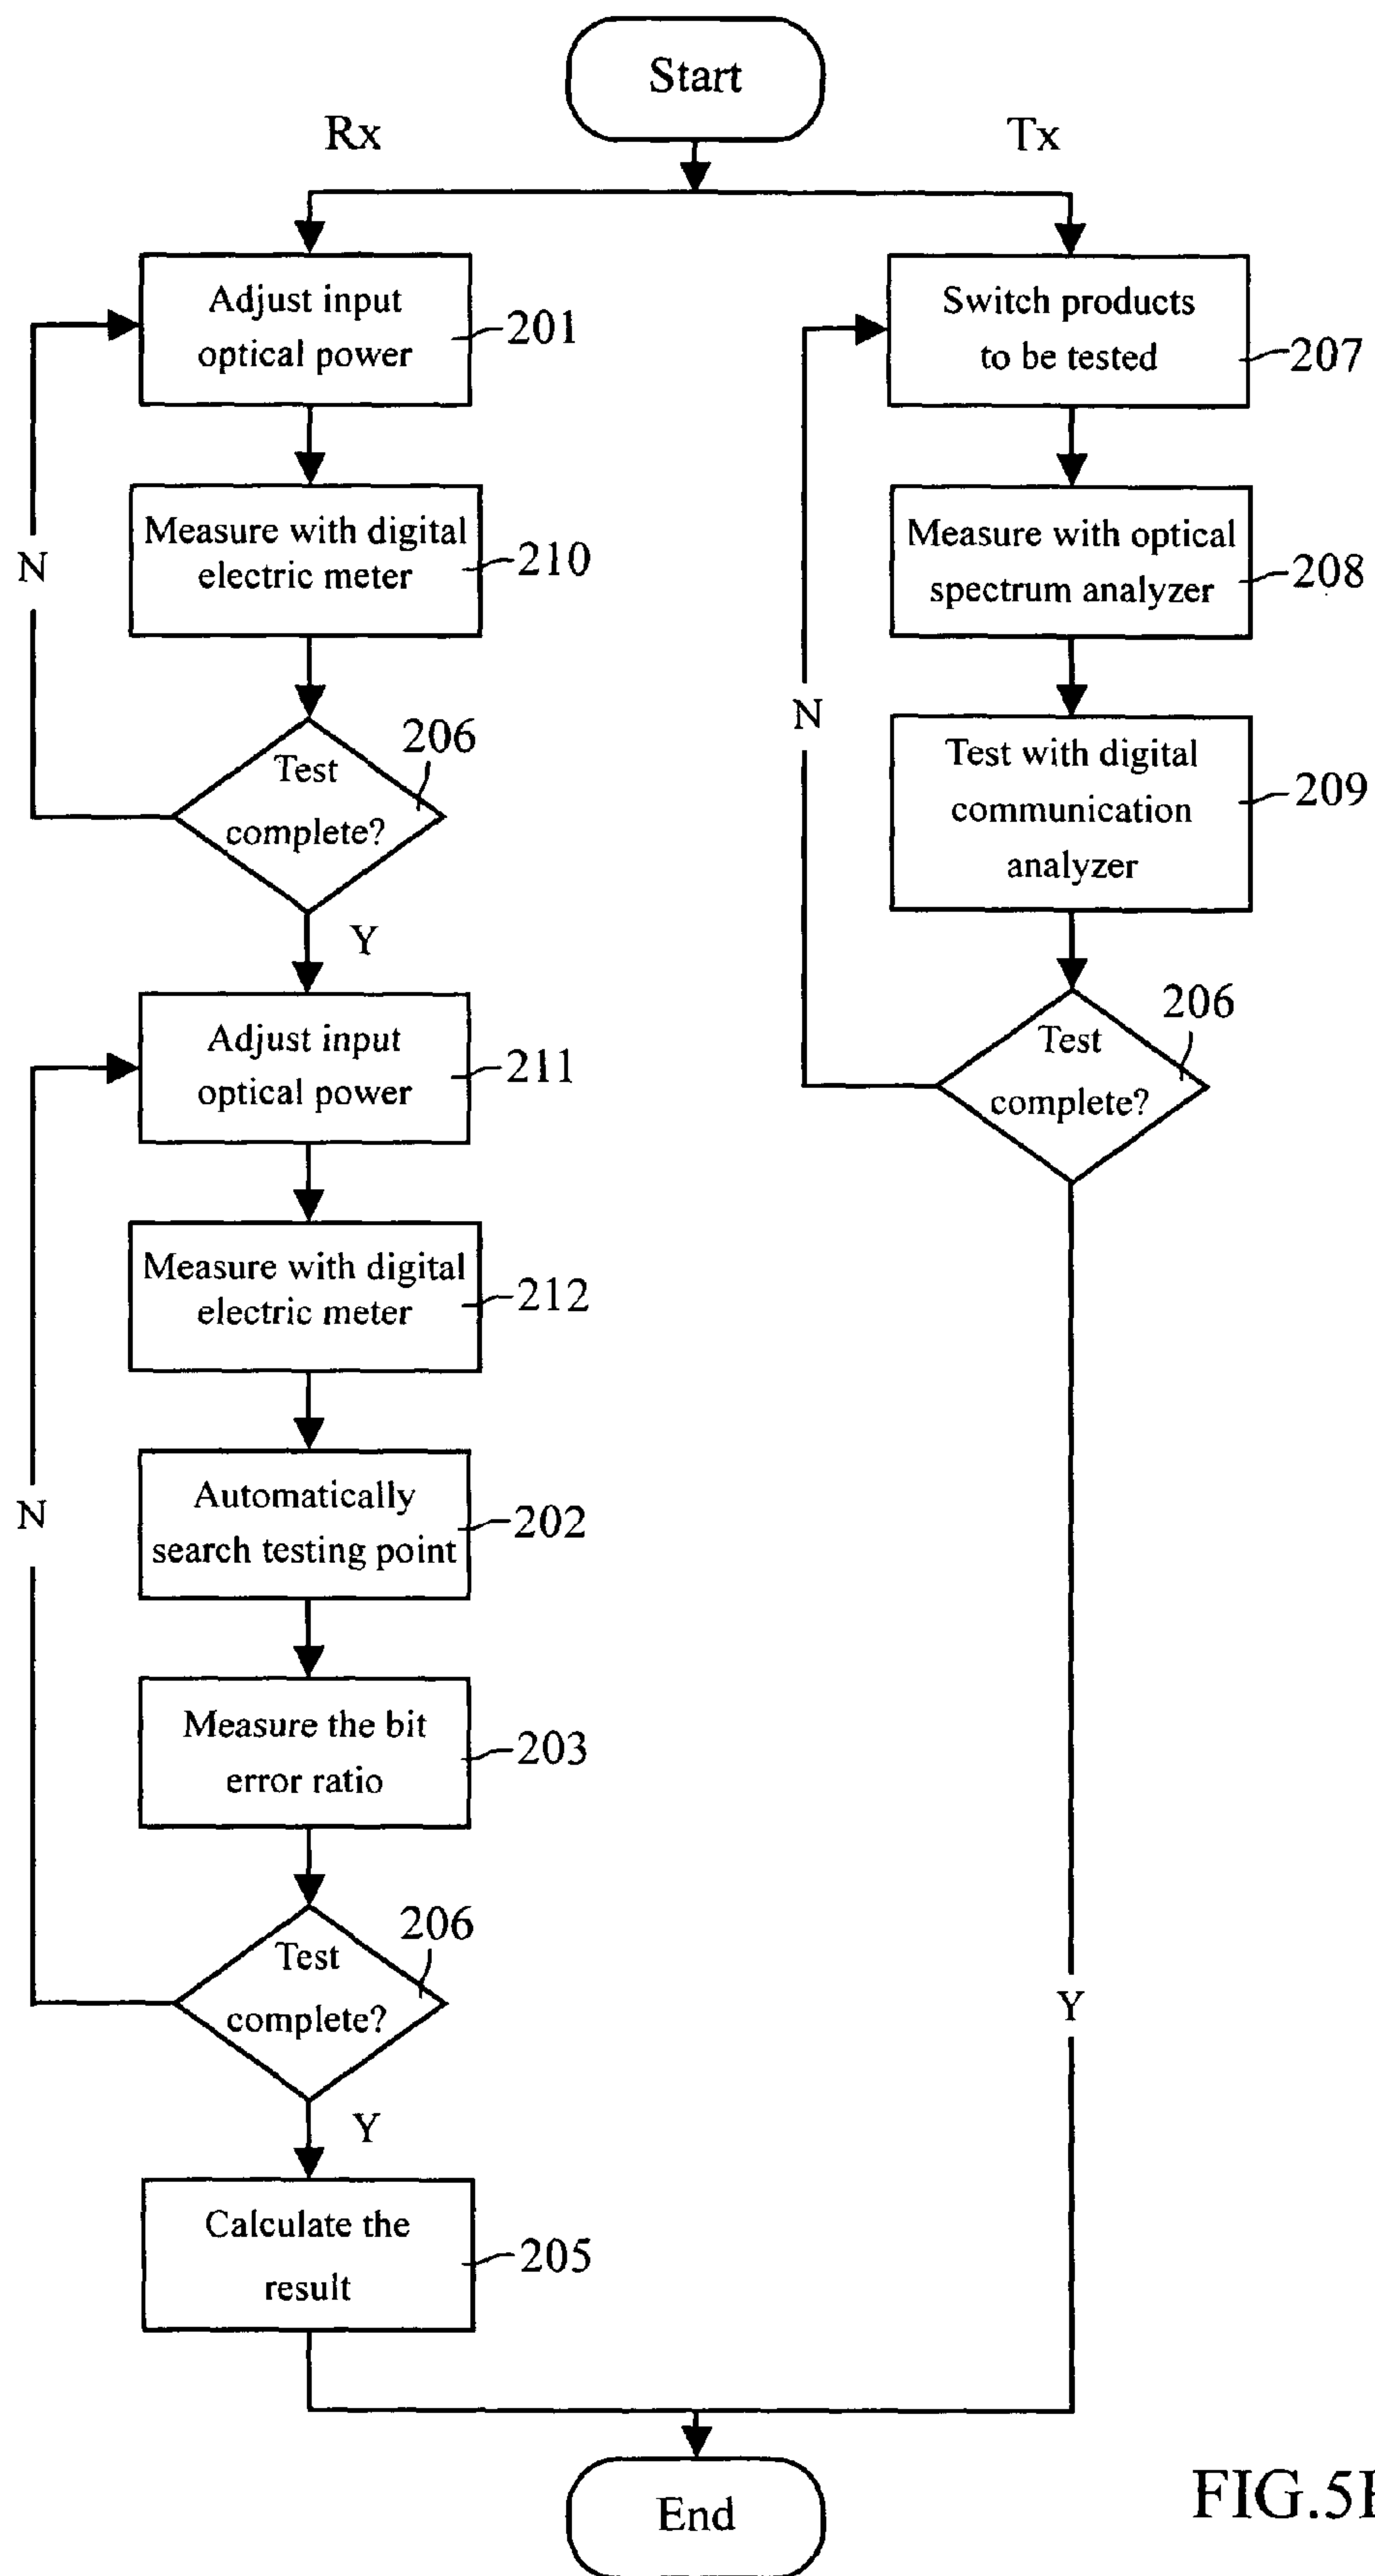 Start
Rx
Tx
Adjust input
optical power
201
Measure with digital
electric meter
210
N
Test
complete?
206
Y
Adjust input
optical power
211
Measure with digital
electric meter
212
Automatically
search testing point
202
N
Measure the bit
error ratio
203
Test
complete?
206
Y
Calculate the
result
205
Switch products
to be tested
207
Measure with optical
spectrum analyzer
208
N
Test with digital
communication
analyzer
209
Test
complete?
206
Y
End